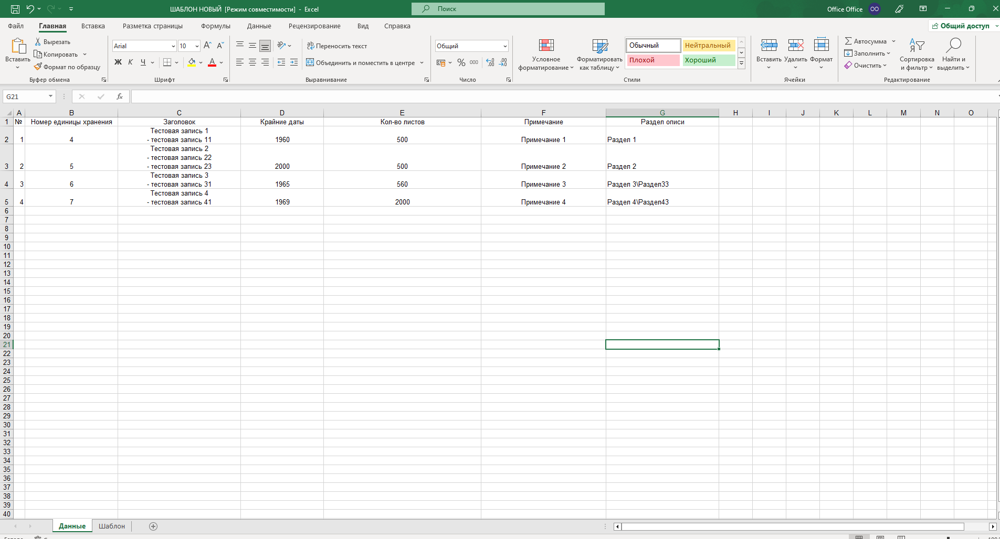 ШАБЛОН НОВЫЙ [Режим совместимости] - Excel
Поиск
Office Office OO
Файл Главная Вставка Разметка страницы Формулы Данные Рецензирование Вид Справка
Общий доступ
Вставить
Вырезать
Копировать
Формат по образцу
Буфер обмена
Arial 10
Ж К Ч
Шрифт
Переносить текст
Объединить и поместить в центре
Выравнивание
Общий
% 000
Число
Условное форматирование
Форматировать как таблицу
Обычный Нейтральный
Плохой Хороший
Стили
Вставить Удалить Формат
Ячейки
Автосумма
Заполнить
Очистить
Сортировка и фильтр
Найти и выделить
Редактирование
G21 fx
A B C D E F G H I J K L M N O
1 № Номер единицы хранения Заголовок Крайние даты Кол-во листов Примечание Раздел описи
Тестовая запись 1
2 1 4 - тестовая запись 11 1960 500 Примечание 1 Раздел 1
Тестовая запись 2
- тестовая запись 22
3 2 5 - тестовая запись 23 2000 500 Примечание 2 Раздел 2
Тестовая запись 3
4 3 6 - тестовая запись 31 1965 560 Примечание 3 Раздел 3\Раздел33
Тестовая запись 4
5 4 7 - тестовая запись 41 1969 2000 Примечание 4 Раздел 4\Раздел43
6
7
8
9
10
11
12
13
14
15
16
17
18
19
20
21
22
23
24
25
26
27
28
29
30
31
32
33
34
35
36
37
38
39
40
Данные Шаблон